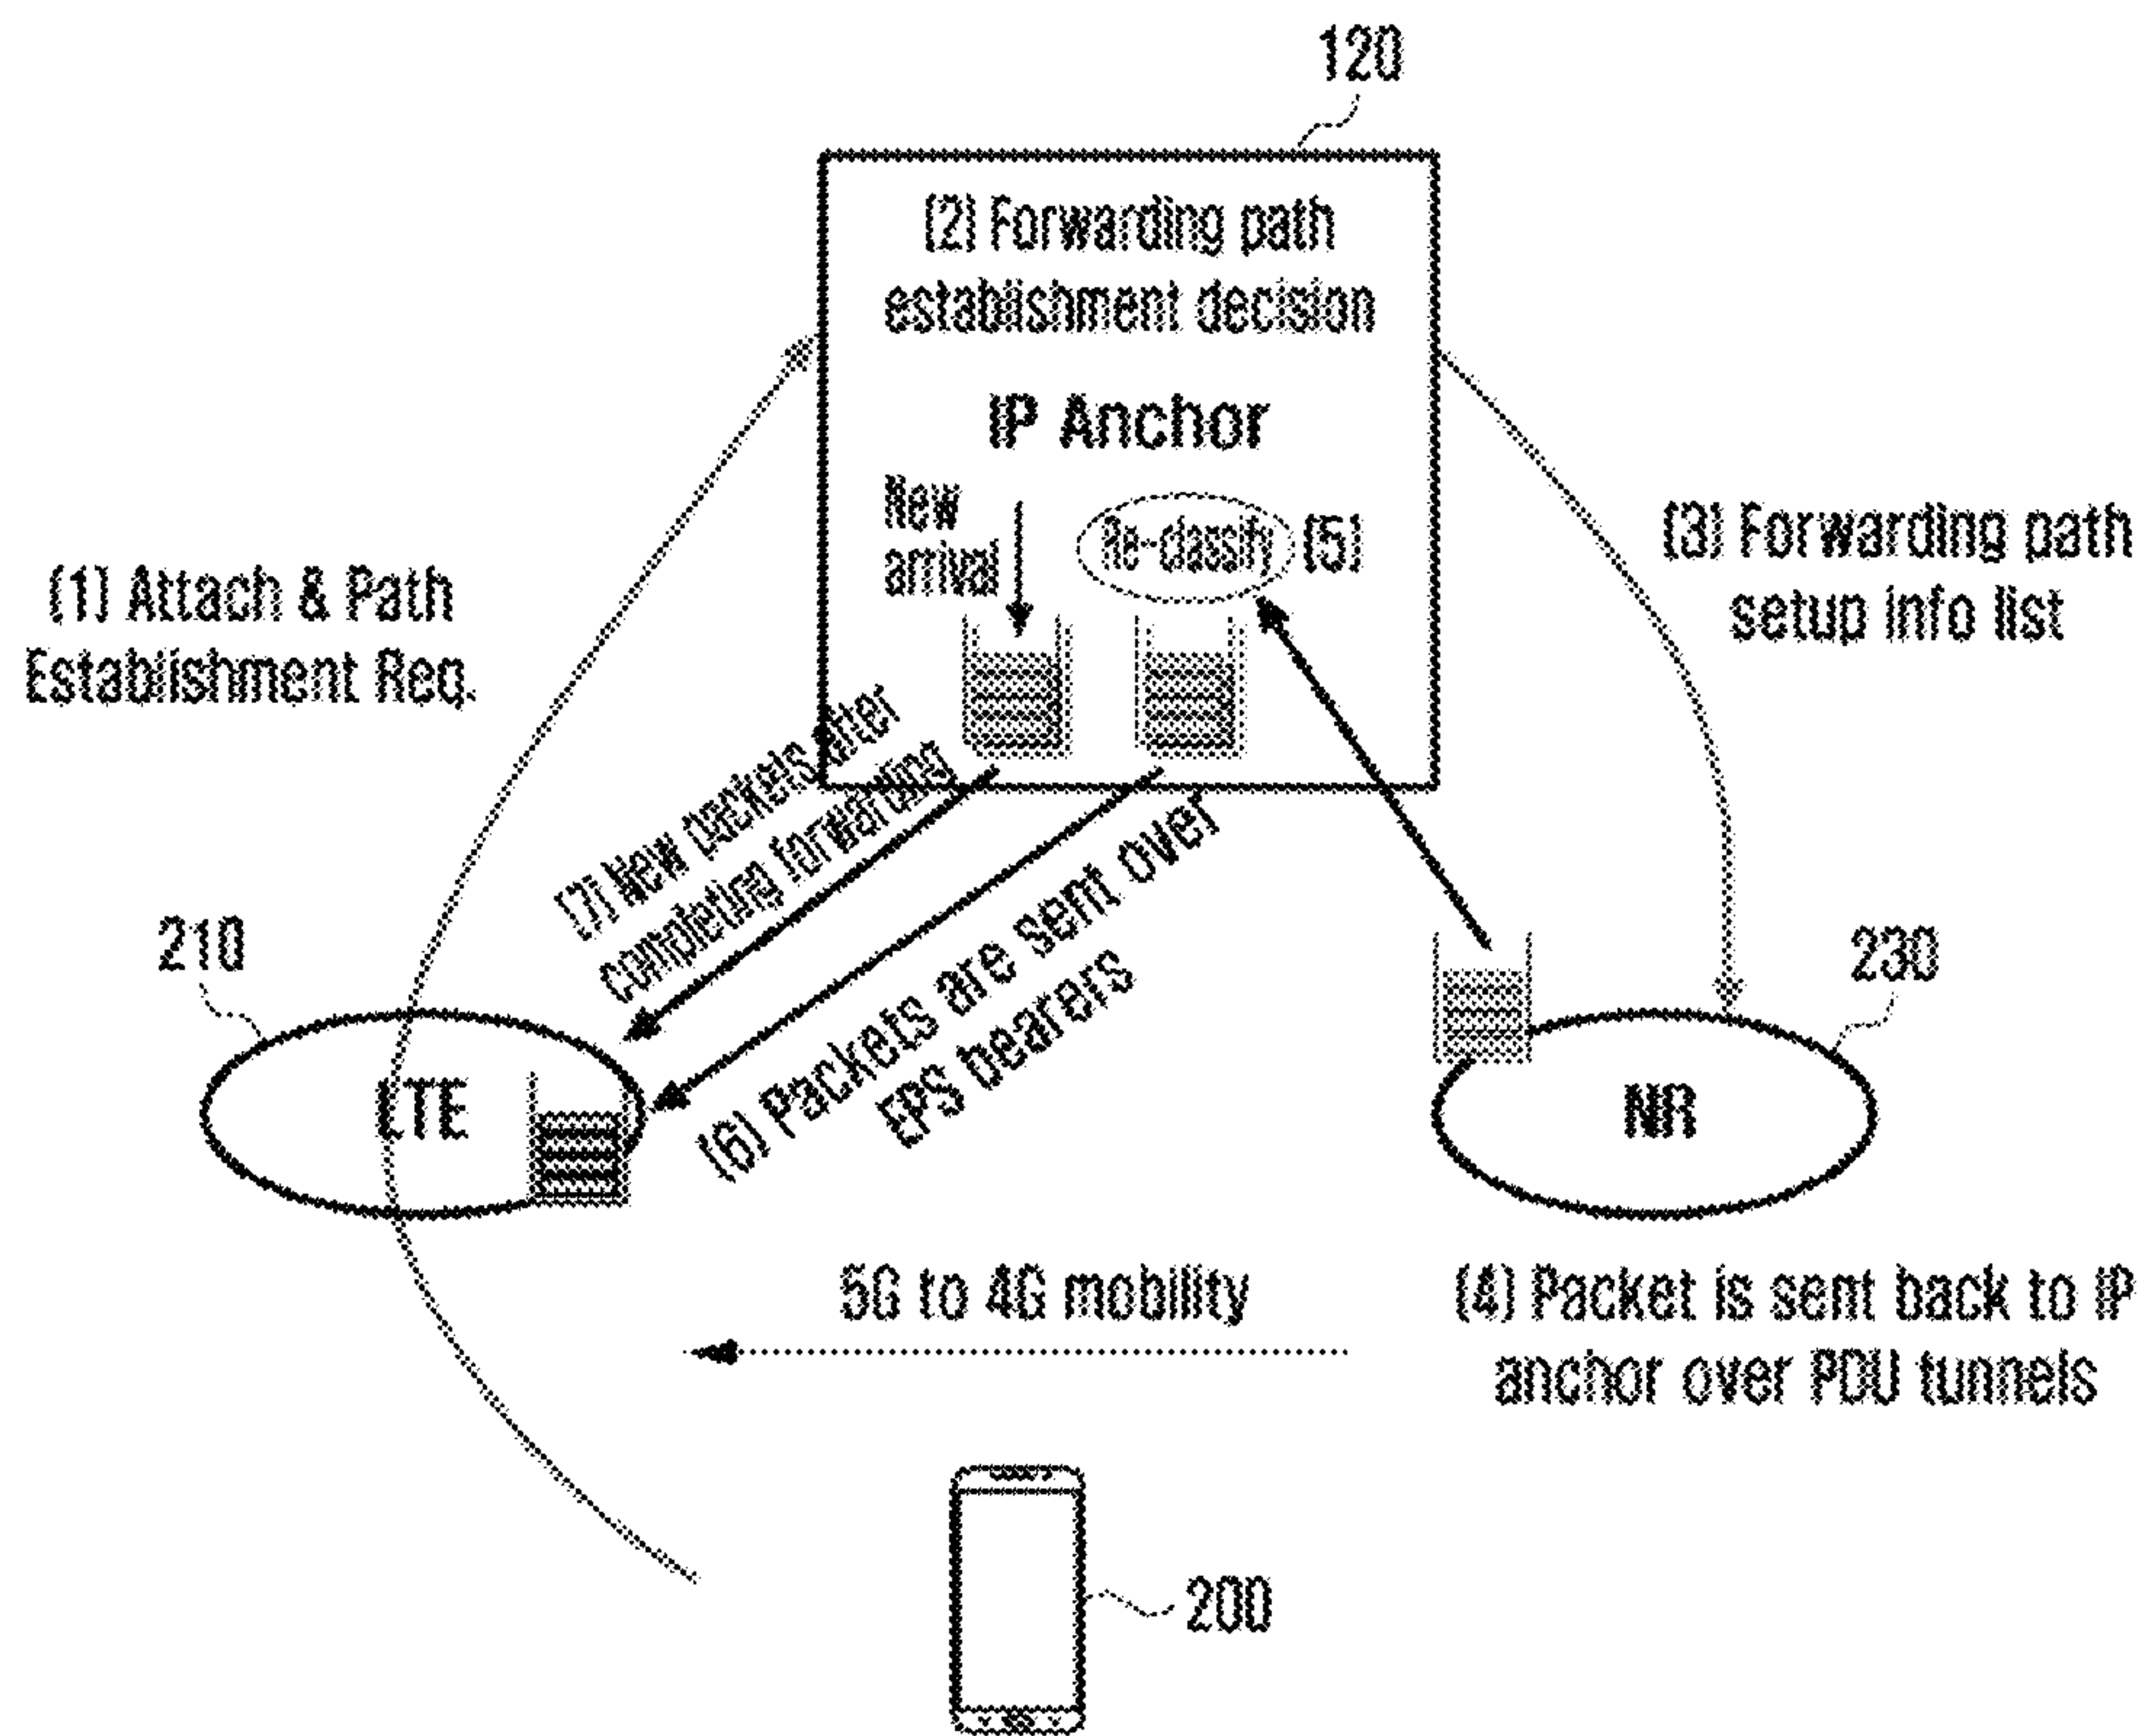 120
(2) Forwarding path
establishment decision
IP Anchor
New
arrival
Re-classify (5)
(1) Attach & Path
Establishment Req.
(3) Forwarding path
setup info list
(7) New packets after
completing forwarding
(6) Packets are sent over
EPS bearers
210
LTE
230
NR
5G to 4G mobility
(4) Packet is sent back to IP
anchor over PDU tunnels
200